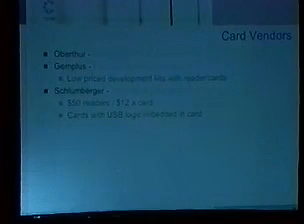 Card Vendors
Oberthur -
Gemplus -
Low priced development kits with reader/cards
Schlumberger -
$50 readers - $12 a card
Cards with USB logic embedded in card